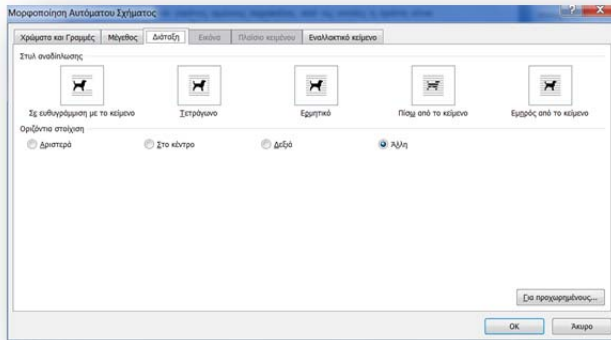 Μορφοποίηση Αυτόματου Σχήματος
Χρώματα και Γραμμές Μέγεθος Διάταξη Εικόνα Πλαίσιο κειμένου Εναλλακτικό κείμενο
Στυλ αναδίπλωσης
Σε ευθυγράμμιση με το κείμενο Τετράγωνο Ερμητικό Πίσω από το κείμενο Εμπρός από το κείμενο
Οριζόντια στοίχιση
Αριστερά Στο κέντρο Δεξιά Άλλη
Για προχωρημένους...
OK Άκυρο